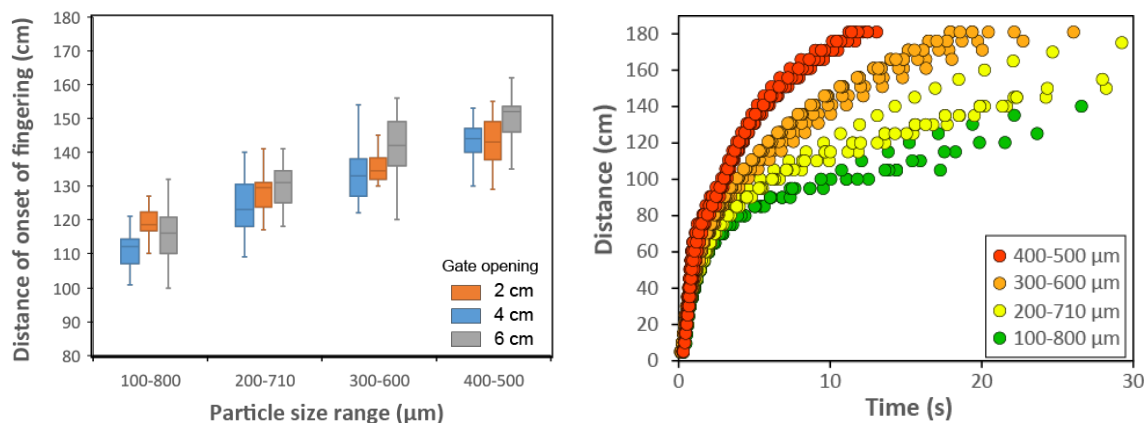 Distance of onset of fingering (cm)
180
170
160
150
140
130
120
110
100
90
80
Gate opening
2 cm
4 cm
6 cm
100-800
200-710
300-600
400-500
Particle size range (µm)
Distance (cm)
180
160
140
120
100
80
60
40
20
0
400-500 µm
300-600 µm
200-710 µm
100-800 µm
0
10
20
30
Time (s)